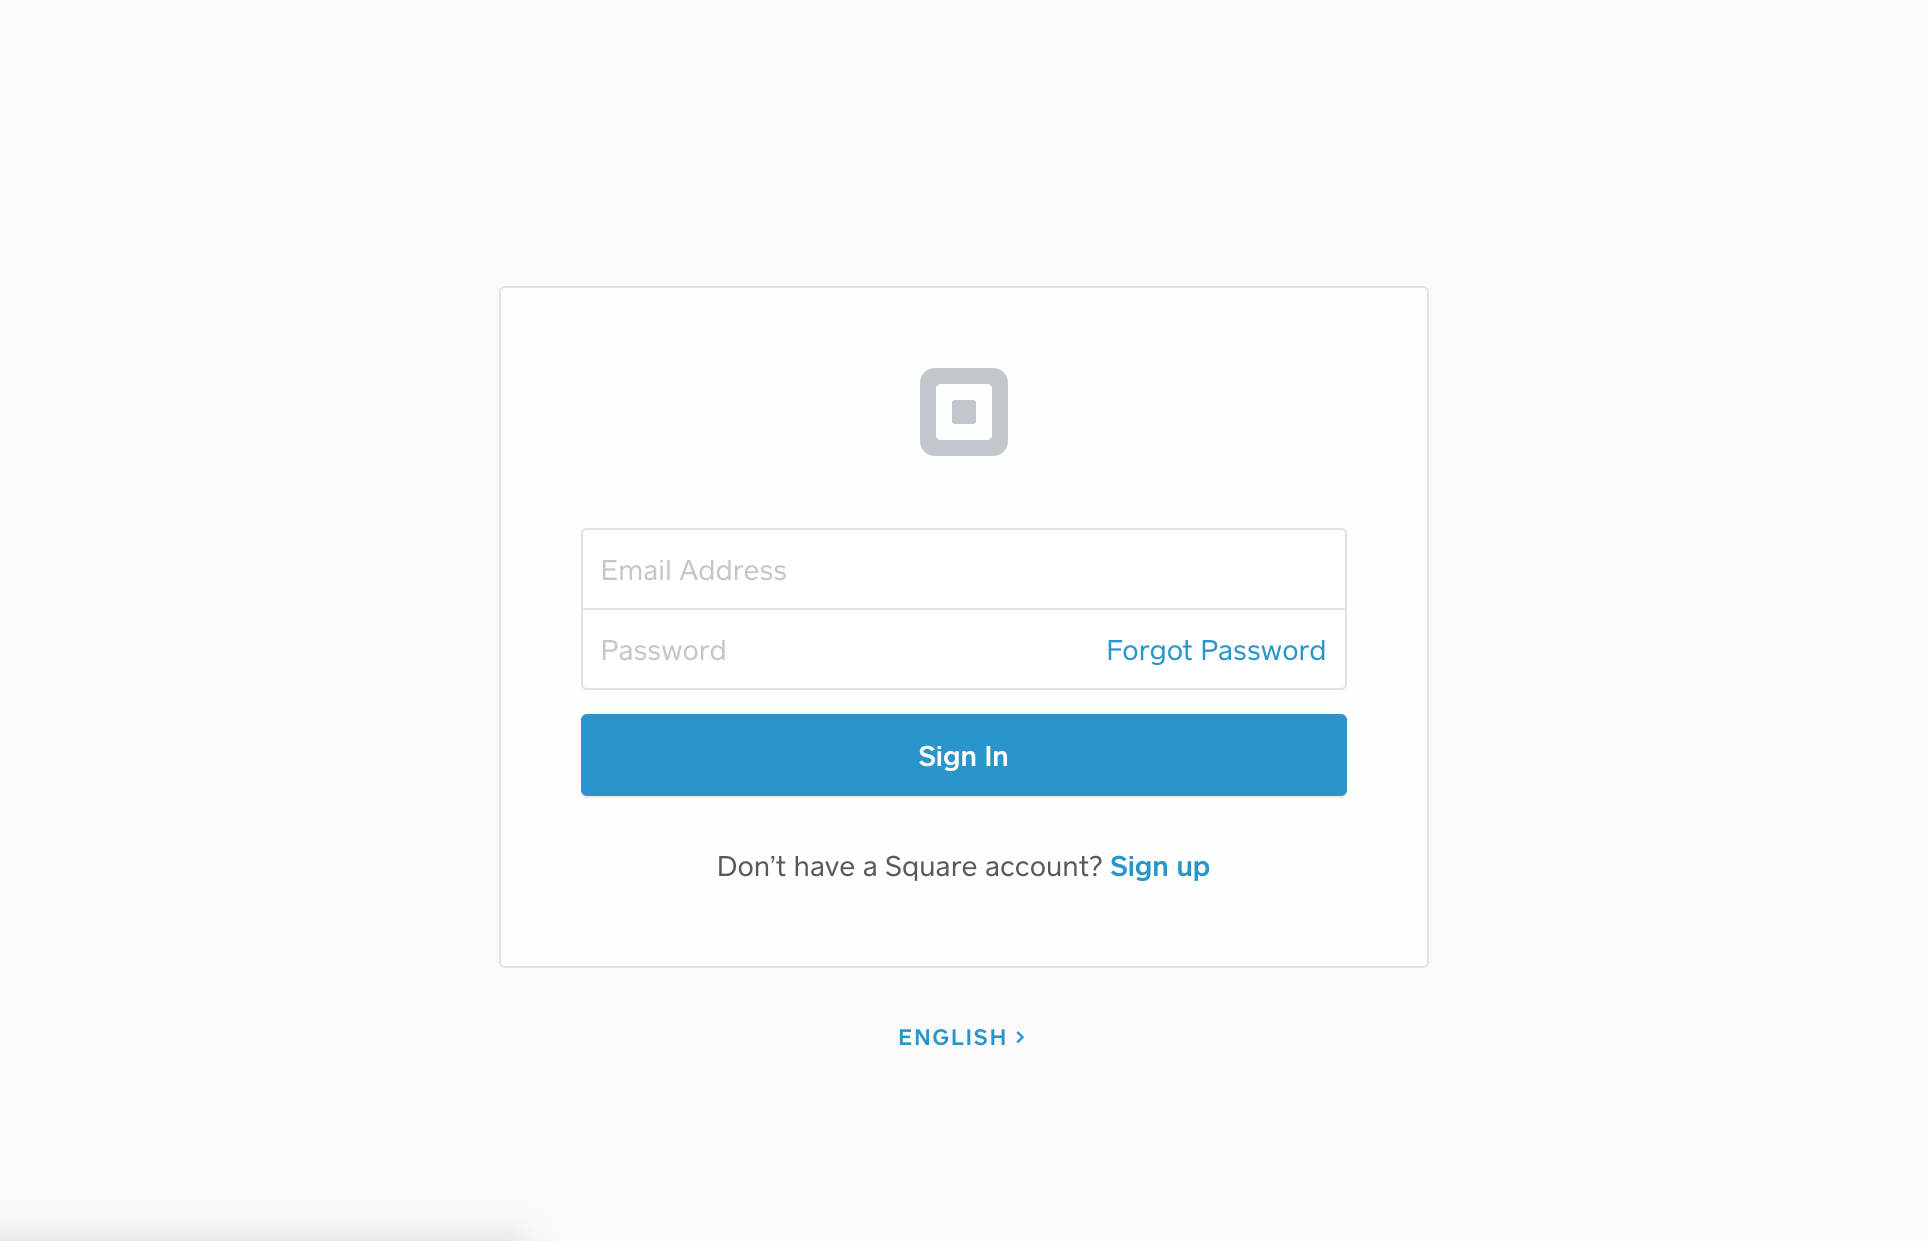 Email Address
Password Forgot Password
Sign In
Don’t have a Square account? Sign up
ENGLISH >